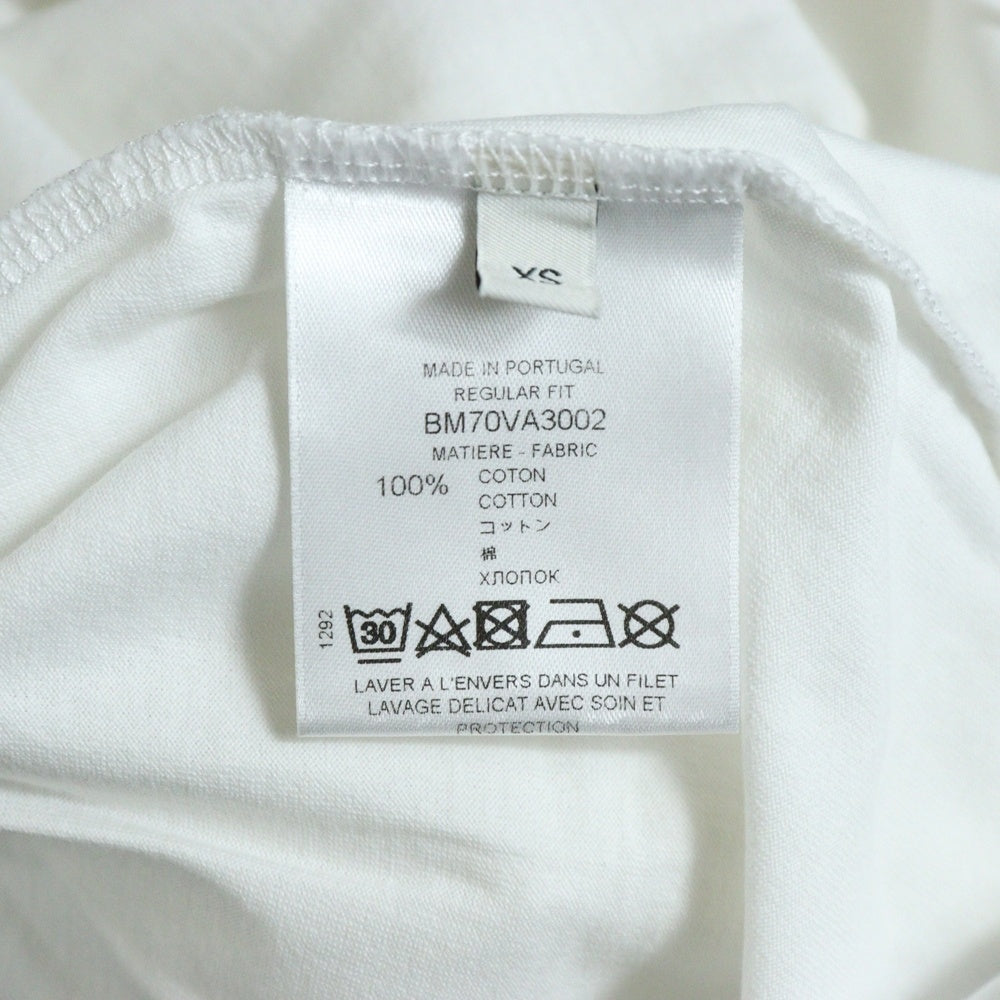 XS
MADE IN PORTUGAL
REGULAR FIT
BM70VA3002
MATIERE - FABRIC
100% COTON
COTTON
コットン
棉
ХЛОПОК
1292
30
LAVER A L'ENVERS DANS UN FILET
LAVAGE DELICAT AVEC SOIN ET
PROTECTION